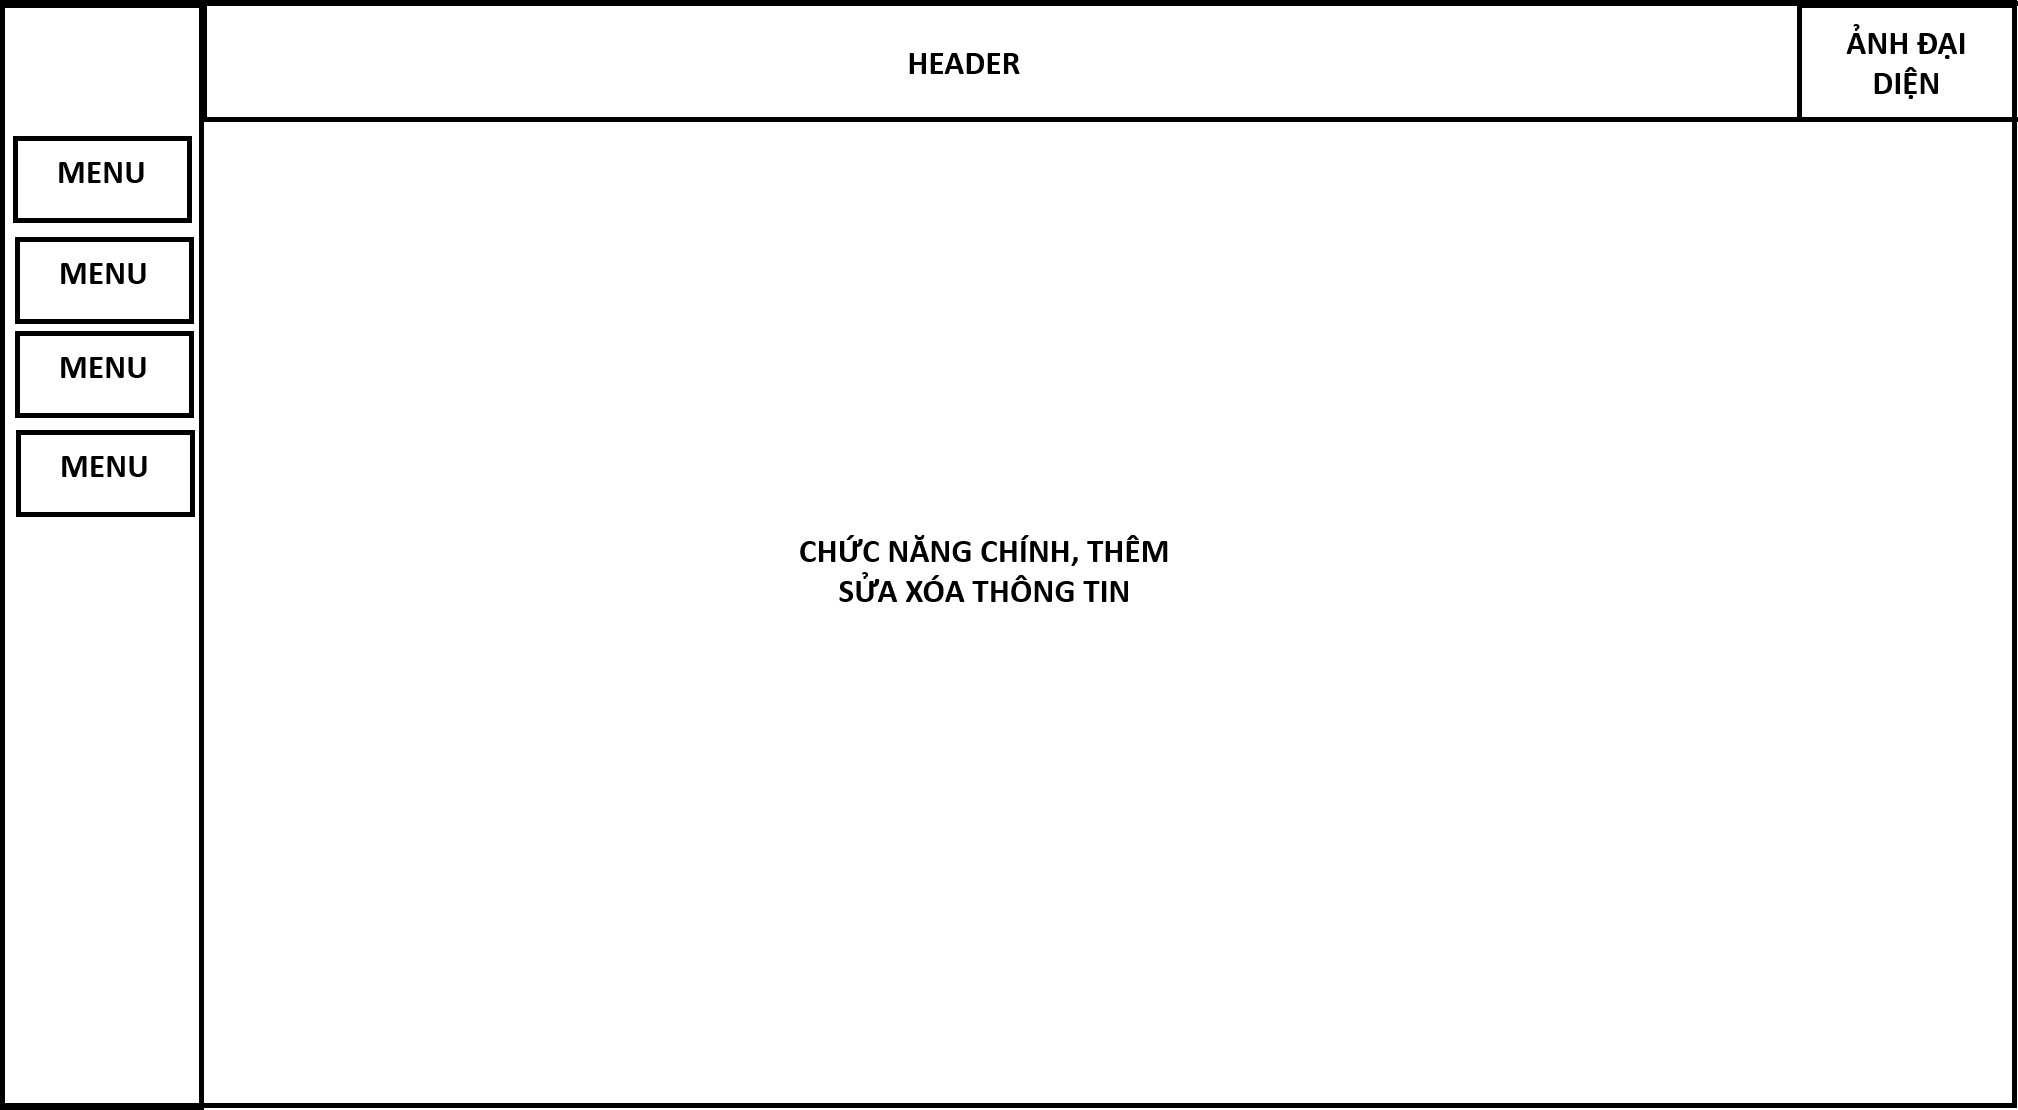 HEADER
ẢNH ĐẠI
DIỆN
MENU
MENU
MENU
MENU
CHỨC NĂNG CHÍNH, THÊM
SỬA XÓA THÔNG TIN